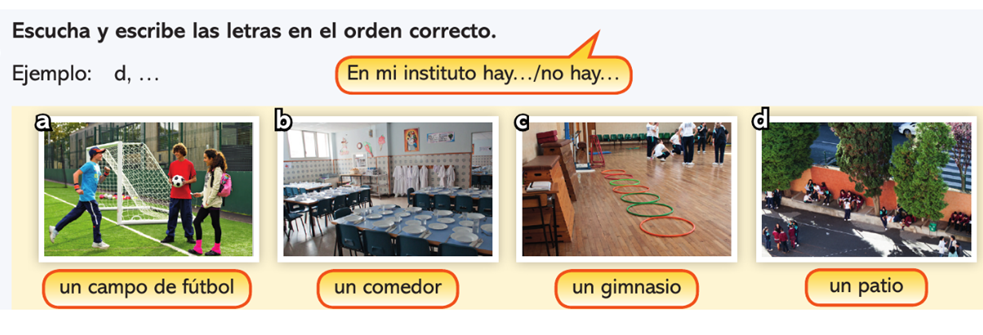 Escucha y escribe las letras en el orden correcto.
Ejemplo: d, ...
En mi instituto hay.../no hay...
a
b
c
d
un campo de fútbol
un comedor
un gimnasio
un patio